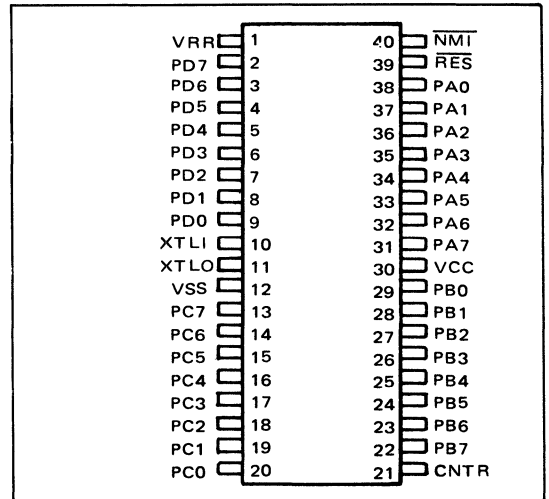 VRR 1 40 NMI
PD7 2 39 RES
PD6 3 38 PA0
PD5 4 37 PA1
PD4 5 36 PA2
PD3 6 35 PA3
PD2 7 34 PA4
PD1 8 33 PA5
PD0 9 32 PA6
XTLI 10 31 PA7
XTLO 11 30 VCC
VSS 12 29 PB0
PC7 13 28 PB1
PC6 14 27 PB2
PC5 15 26 PB3
PC4 16 25 PB4
PC3 17 24 PB5
PC2 18 23 PB6
PC1 19 22 PB7
PC0 20 21 CNTR